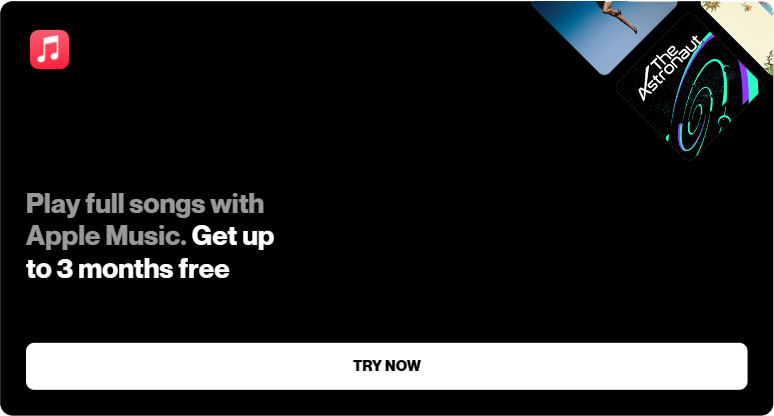 The
Astronaut
Play full songs with
Apple Music. Get up
to 3 months free
TRY NOW